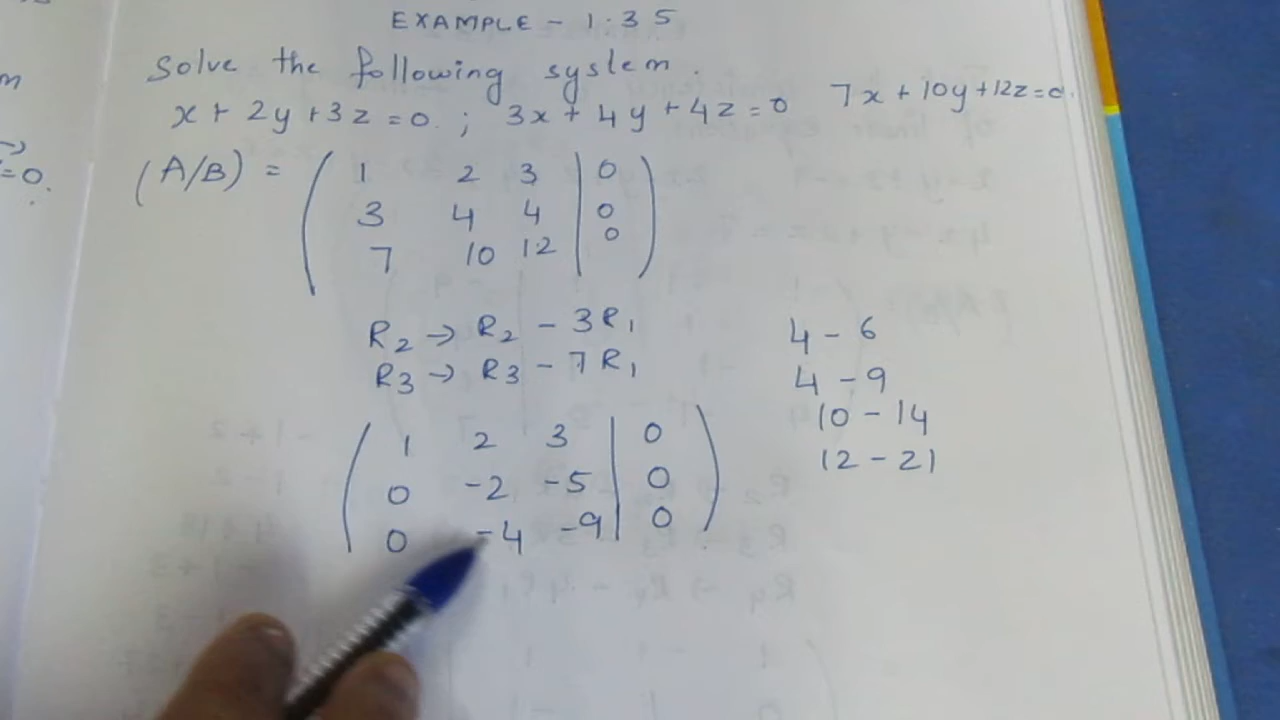 EXAMPLE - 1.35
Solve the following system.
x + 2y + 3z = 0. ; 3x + 4y + 4z = 0 7x + 10y + 12z = 0.
(A/B) = ( 1 2 3 | 0 )
3 4 4 | 0
7 10 12 | 0
R2 → R2 - 3R1
R3 → R3 - 7R1
1 2 3 | 0
0 -2 -5 | 0
0 -4 -9 | 0
4 - 6
4 - 9
10 - 14
12 - 21
m
=0.